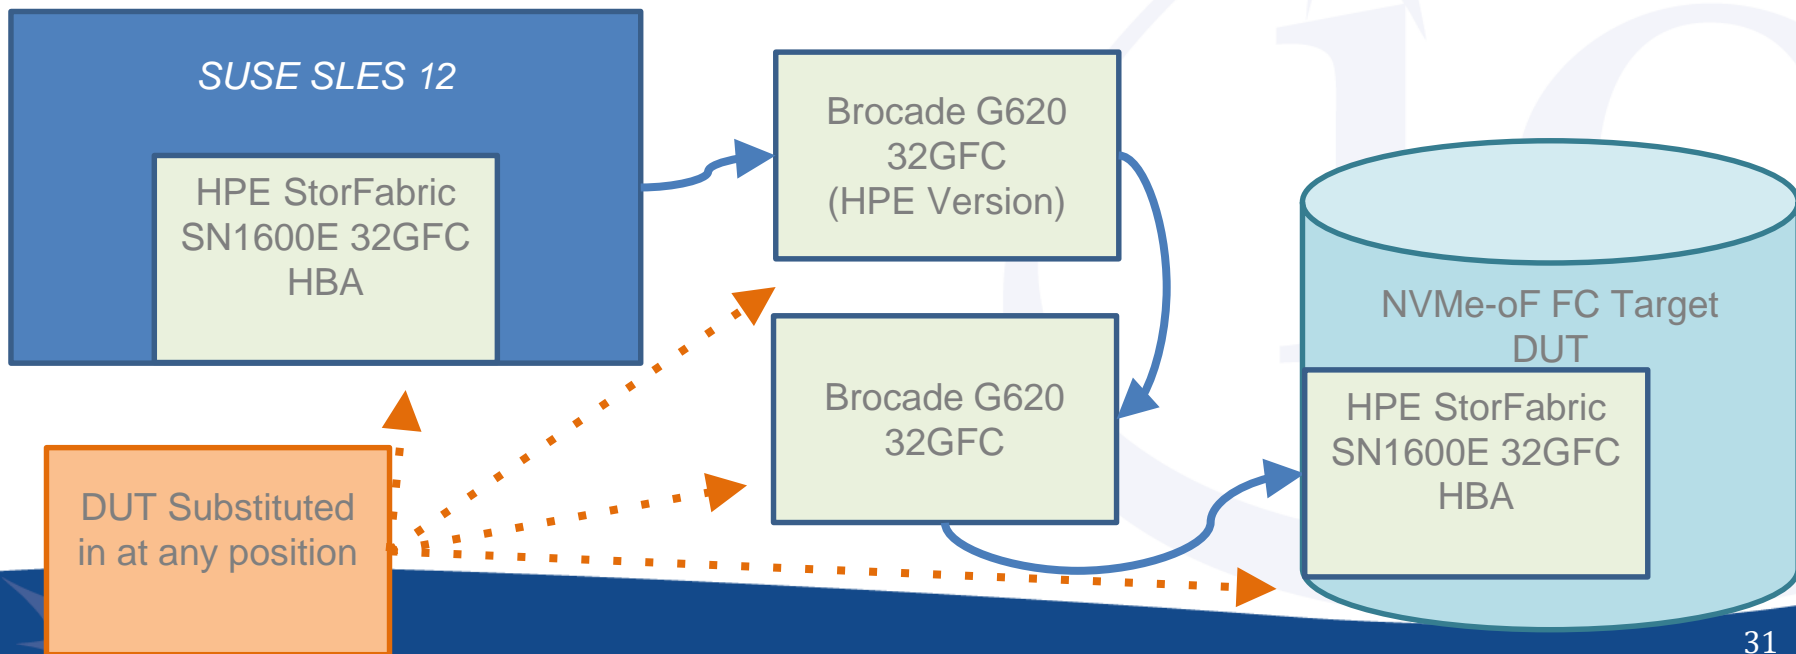 SUSE SLES 12
HPE StorFabric
SN1600E 32GFC
HBA
Brocade G620
32GFC
(HPE Version)
Brocade G620
32GFC
NVMe-oF FC Target
DUT
HPE StorFabric
SN1600E 32GFC
HBA
DUT Substituted
in at any position
31